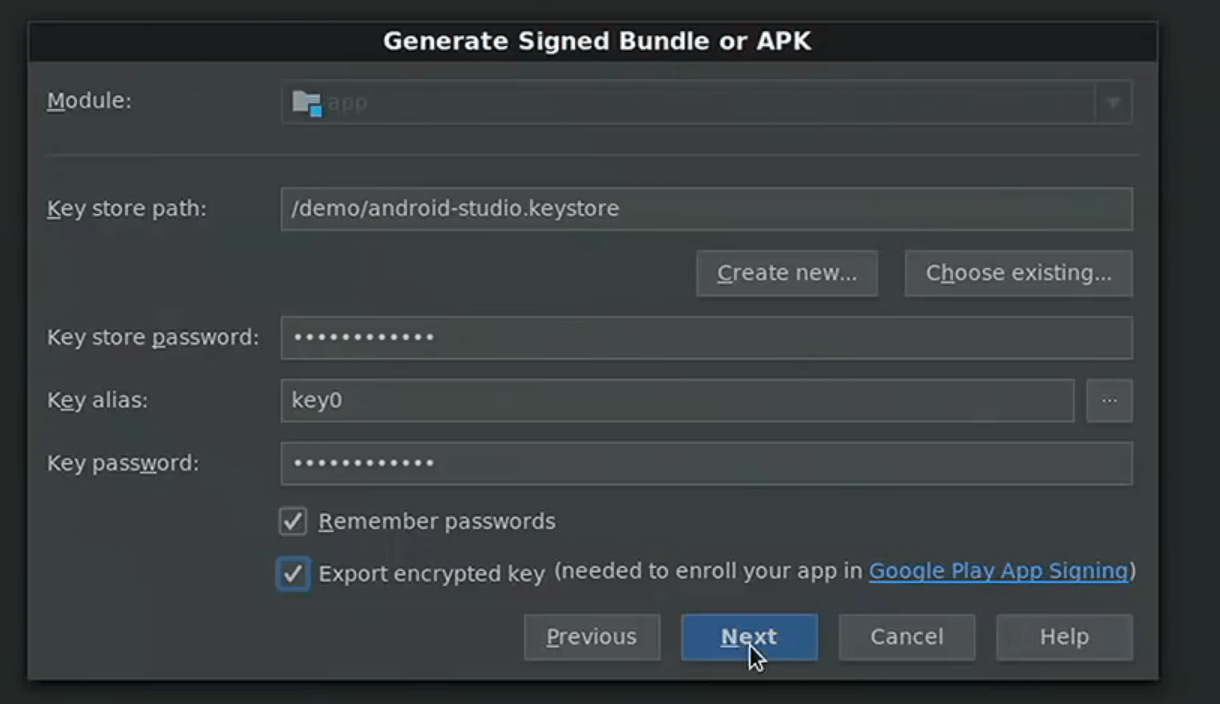 Generate Signed Bundle or APK
Module: app
Key store path: /demo/android-studio.keystore
Create new... Choose existing...
Key store password: ••••••••••••
Key alias: key0 ...
Key password: ••••••••••••
Remember passwords
Export encrypted key (needed to enroll your app in Google Play App Signing)
Previous Next Cancel Help